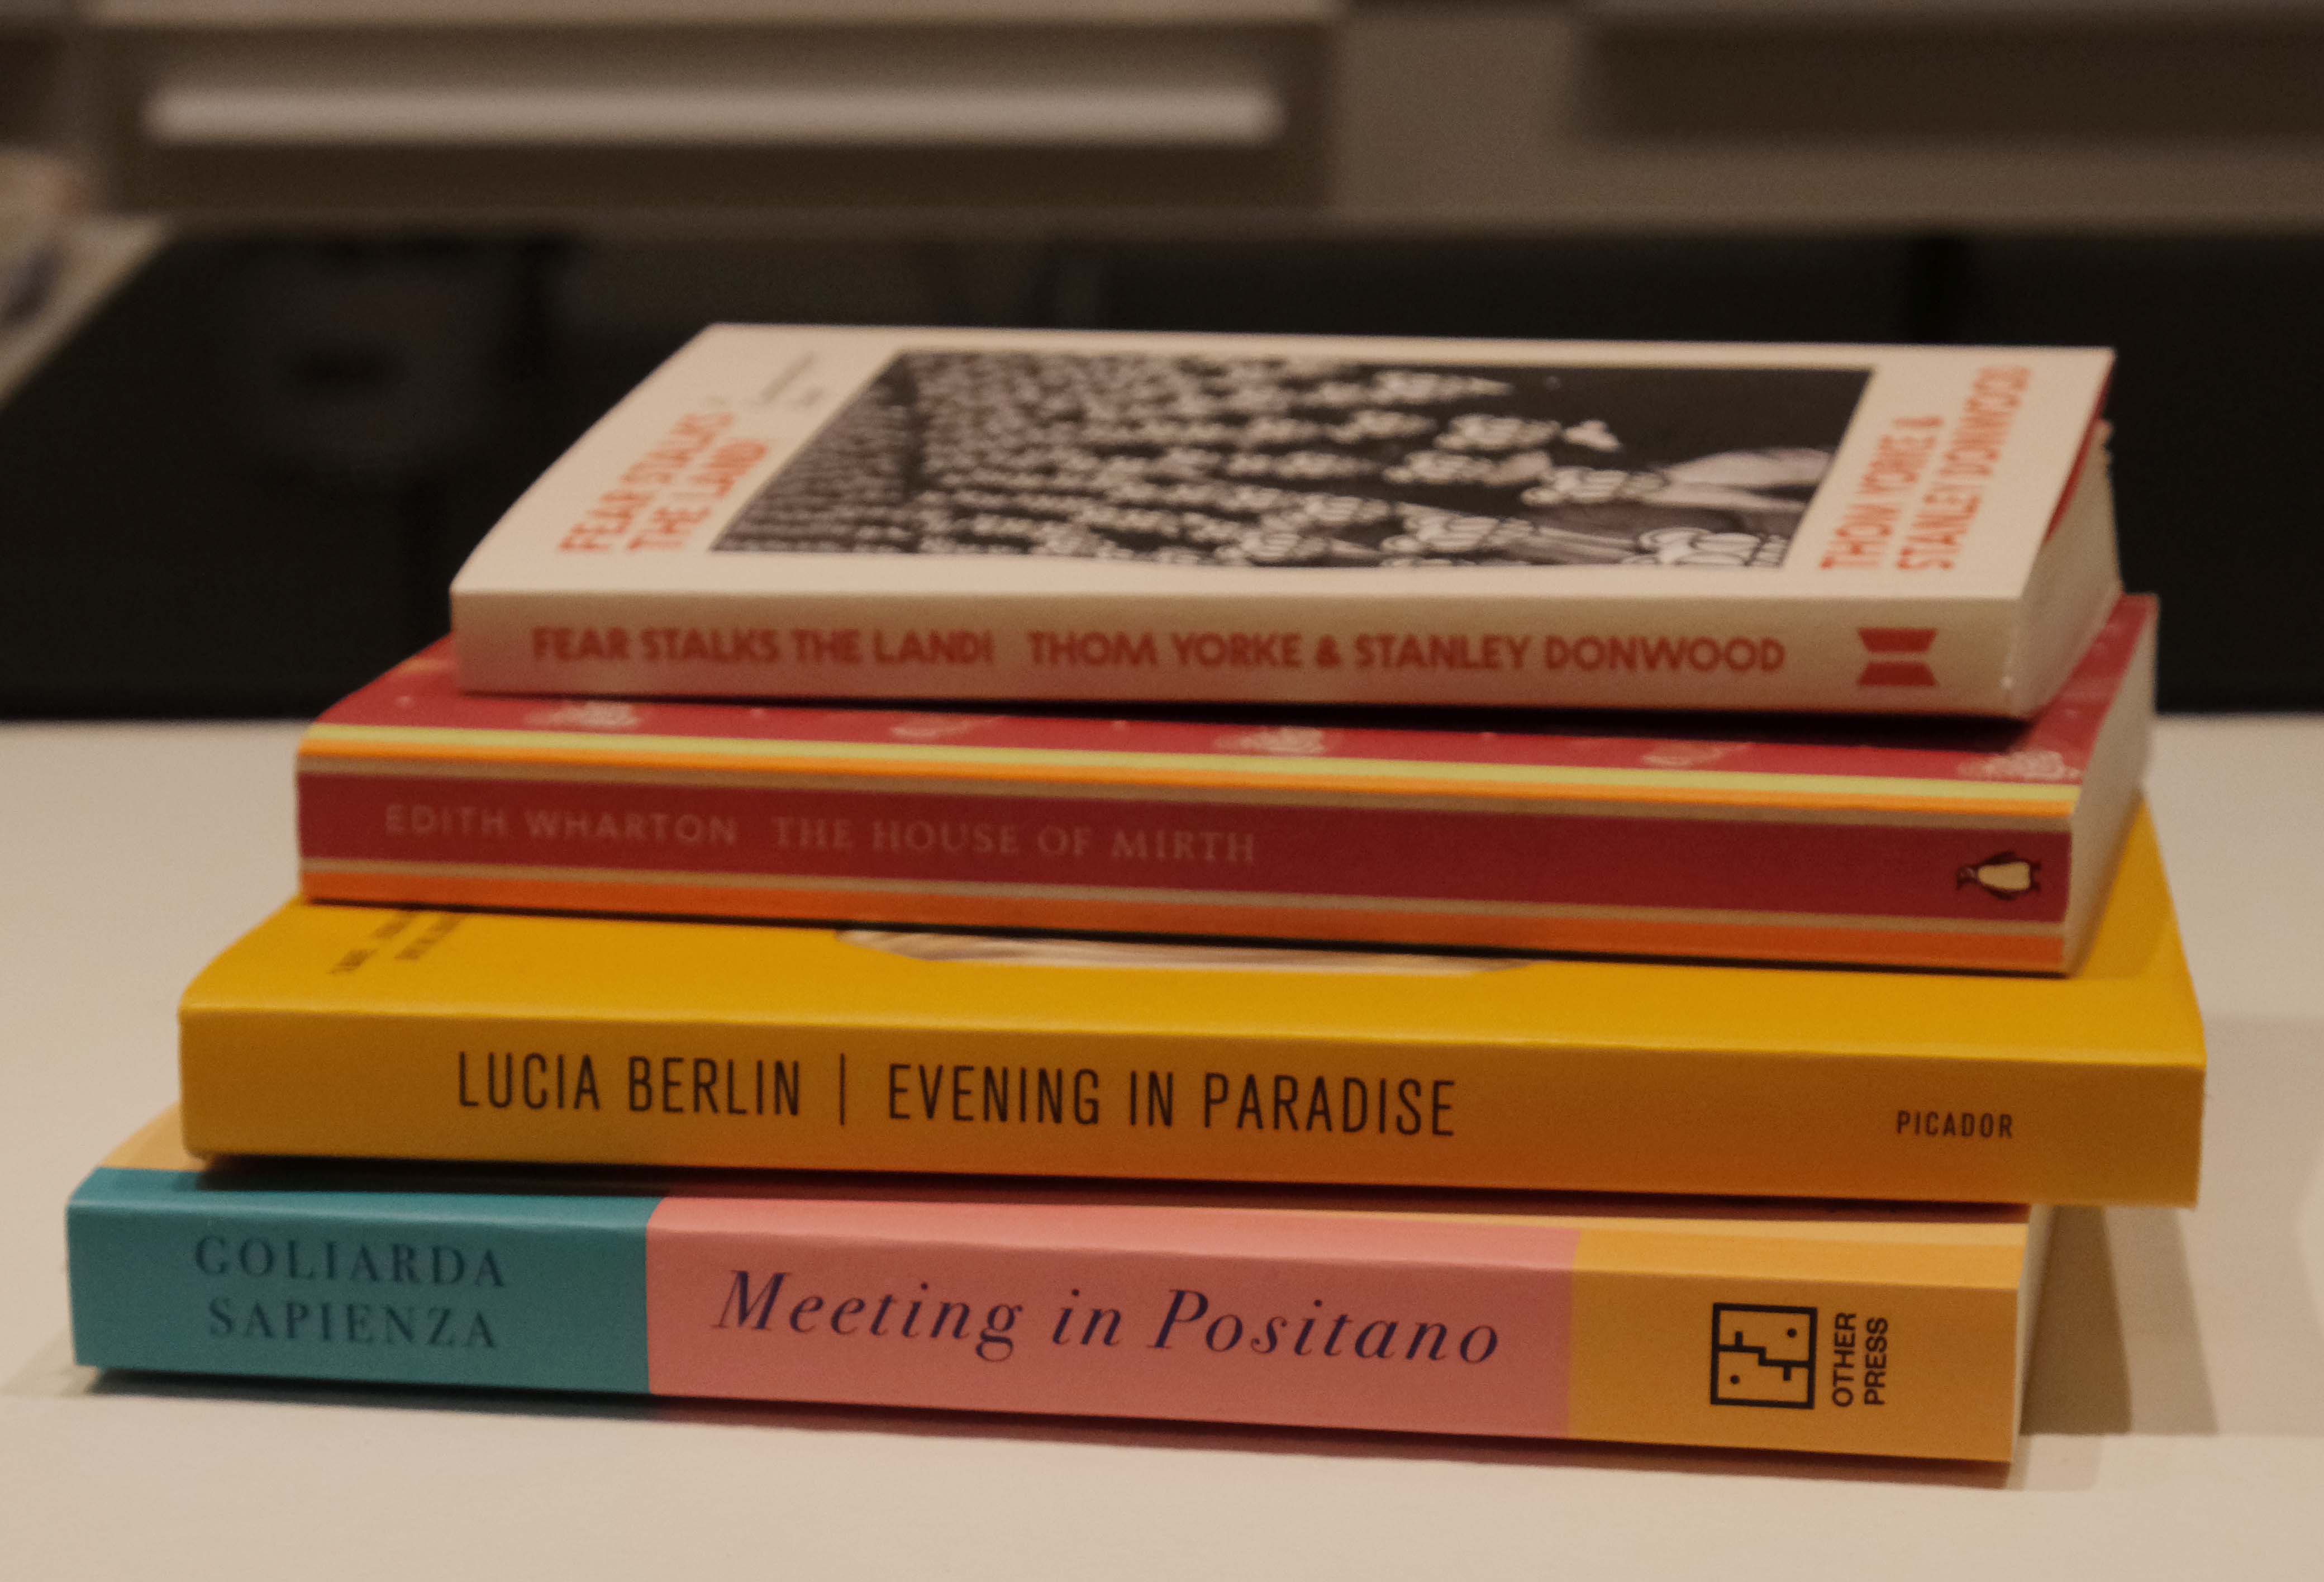 FEAR STALKS
THE LAND!
THOM YORKE &
STANLEY DONWOOD
FEAR STALKS THE LAND! THOM YORKE & STANLEY DONWOOD
EDITH WHARTON THE HOUSE OF MIRTH
LUCIA BERLIN | EVENING IN PARADISE
PICADOR
GOLIARDA
SAPIENZA
Meeting in Positano
OTHER
PRESS